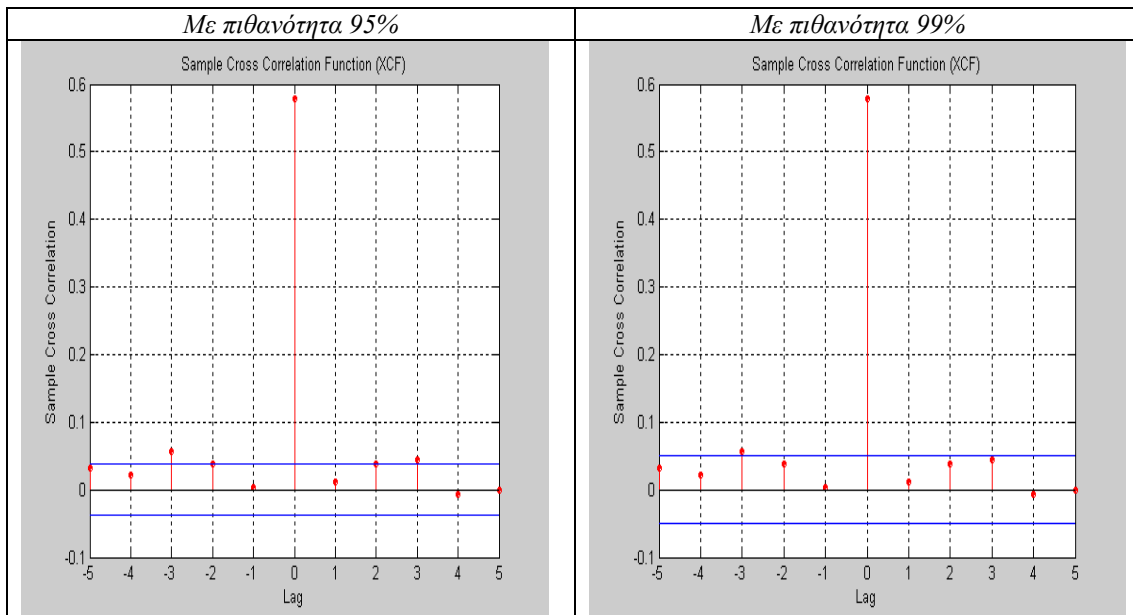 Με πιθανότητα 95%
Με πιθανότητα 99%
Sample Cross Correlation Function (XCF)
Sample Cross Correlation
0.6
0.5
0.4
0.3
0.2
0.1
0
-0.1
-5 -4 -3 -2 -1 0 1 2 3 4 5
Lag
Sample Cross Correlation Function (XCF)
Sample Cross Correlation
0.6
0.5
0.4
0.3
0.2
0.1
0
-0.1
-5 -4 -3 -2 -1 0 1 2 3 4 5
Lag